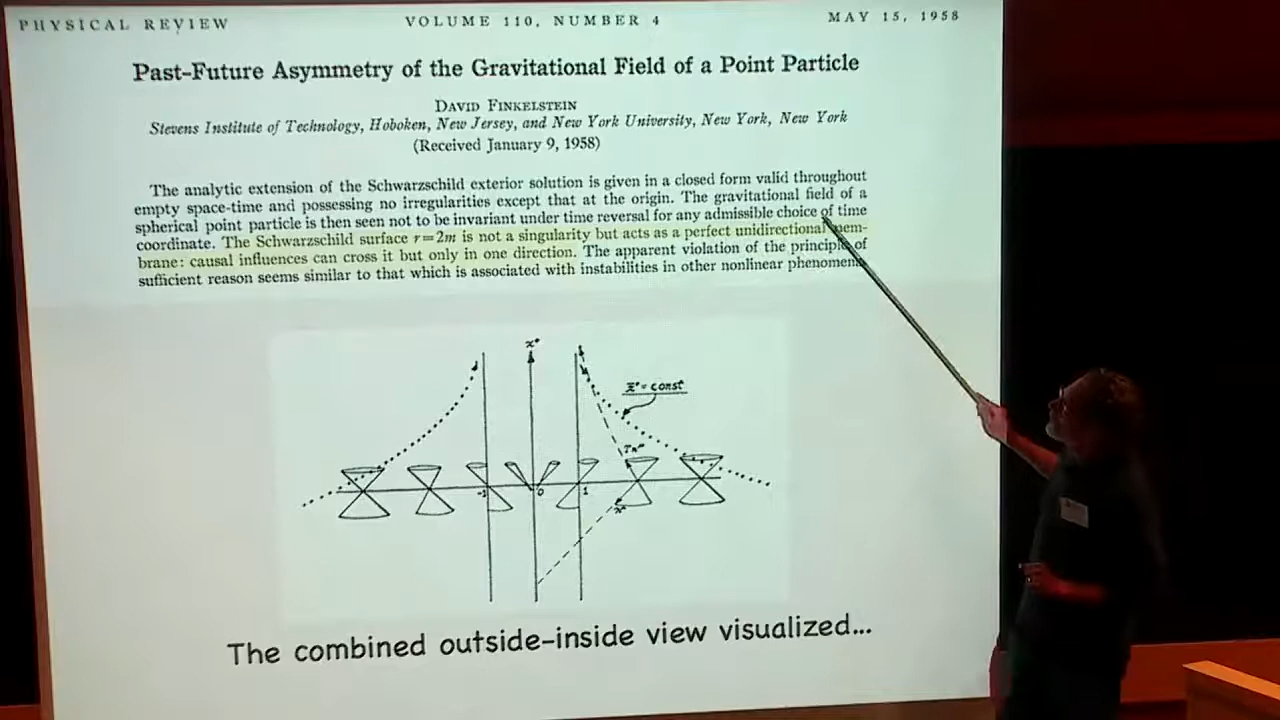 PHYSICAL REVIEW VOLUME 110, NUMBER 4 MAY 15, 1958
Past-Future Asymmetry of the Gravitational Field of a Point Particle
DAVID FINKELSTEIN
Stevens Institute of Technology, Hoboken, New Jersey, and New York University, New York, New York
(Received January 9, 1958)
The analytic extension of the Schwarzschild exterior solution is given in a closed form valid throughout
empty space-time and possessing no irregularities except that at the origin. The gravitational field of a
spherical point particle is then seen not to be invariant under time reversal for any admissible choice of time
coordinate. The Schwarzschild surface r=2m is not a singularity but acts as a perfect unidirectional mem-
brane: causal influences can cross it but only in one direction. The apparent violation of the principle of
sufficient reason seems similar to that which is associated with instabilities in other nonlinear phenomena
= const
-1 0 1
The combined outside-inside view visualized...